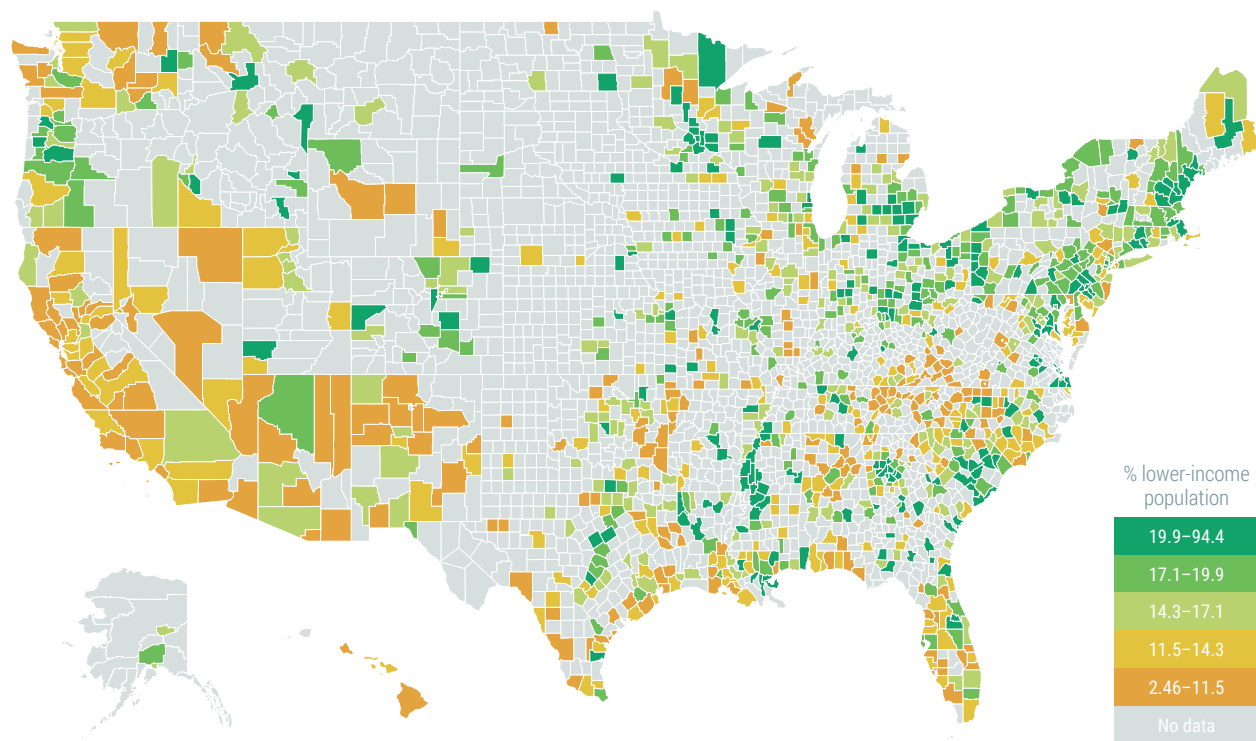 % lower-income
population
19.9–94.4
17.1–19.9
14.3–17.1
11.5–14.3
2.46–11.5
No data